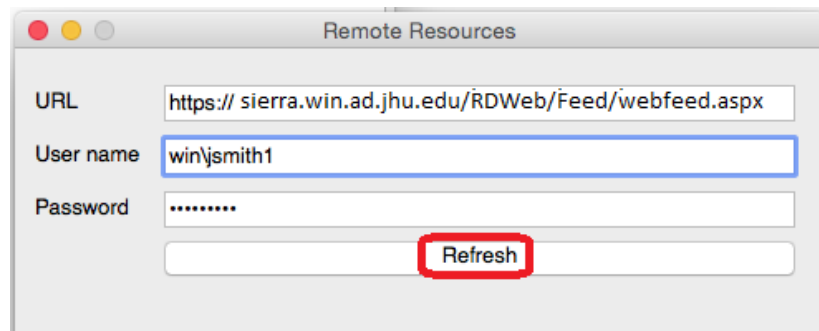 Remote Resources
URL https:// sierra.win.ad.jhu.edu/RDWeb/Feed/webfeed.aspx
User name win\jsmith1
Password •••••••••
Refresh